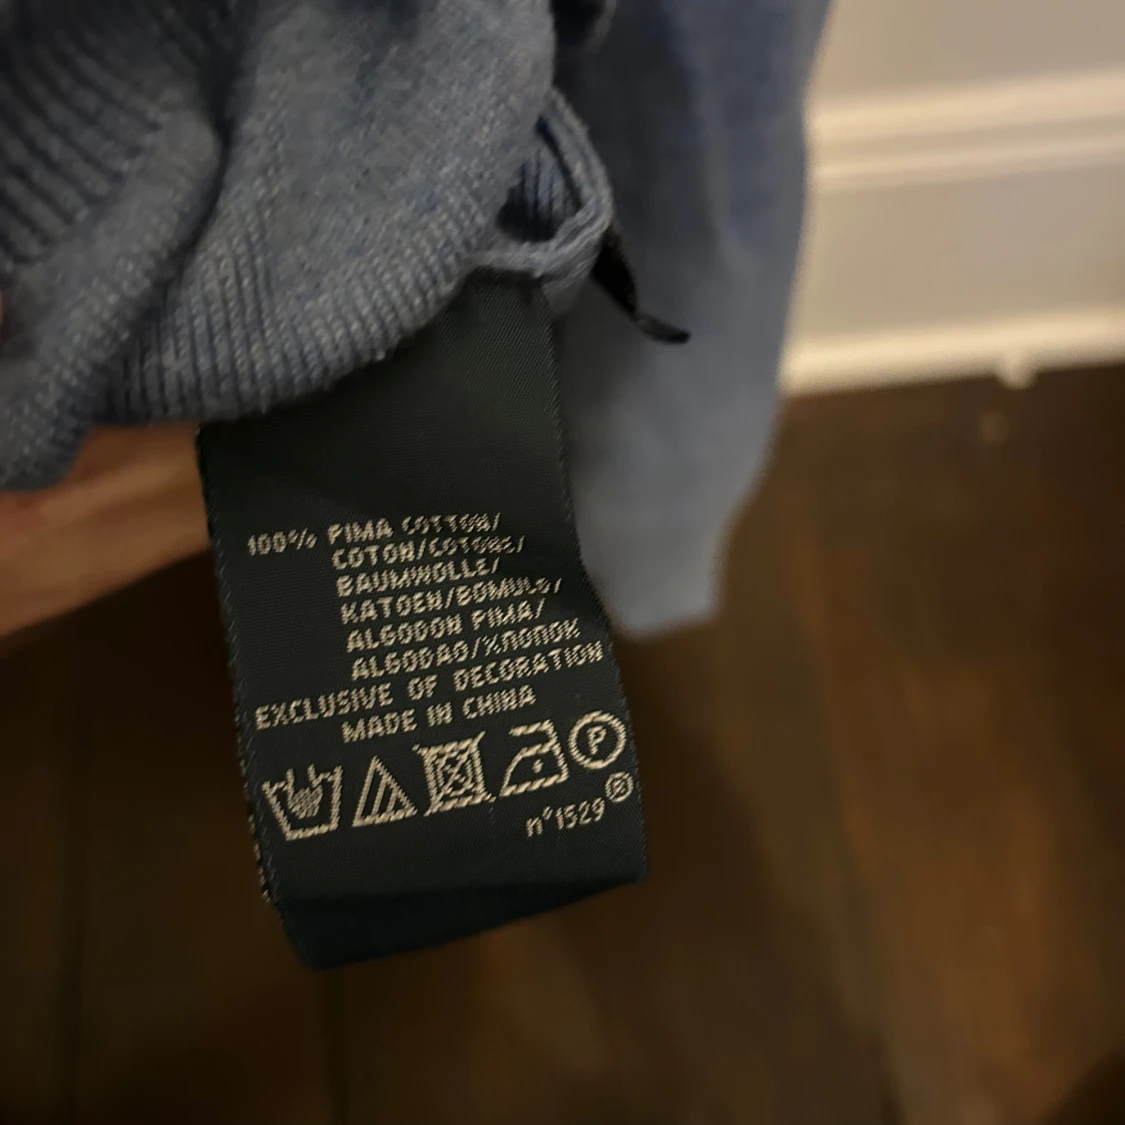 100% PIMA COTTON/
COTON/COTONE/
BAUMWOLLE/
KATOEN/BOMULD/
ALGODON PIMA/
ALGODAO/ХЛОПОК
EXCLUSIVE OF DECORATION
MADE IN CHINA
P
n°1529®